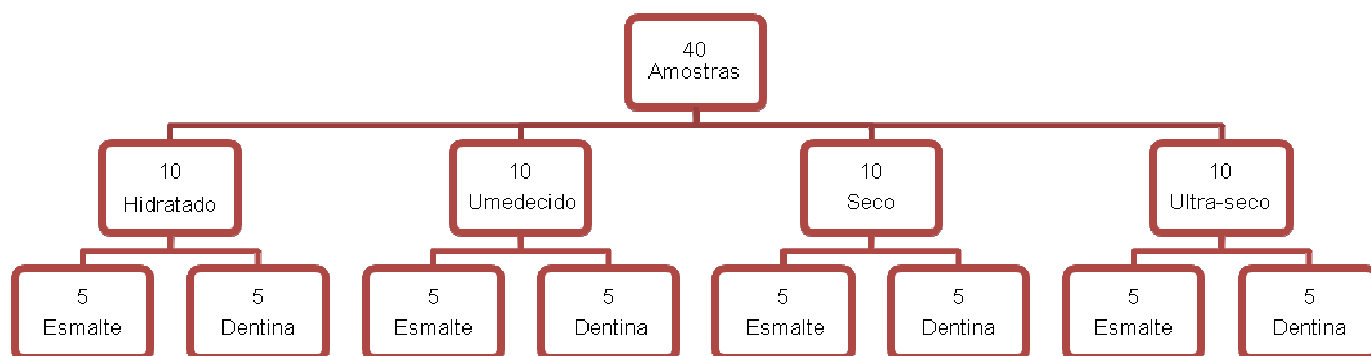 40
Amostras
10
Hidratado
10
Umedecido
10
Seco
10
Ultra-seco
5
Esmalte
5
Dentina
5
Esmalte
5
Dentina
5
Esmalte
5
Dentina
5
Esmalte
5
Dentina